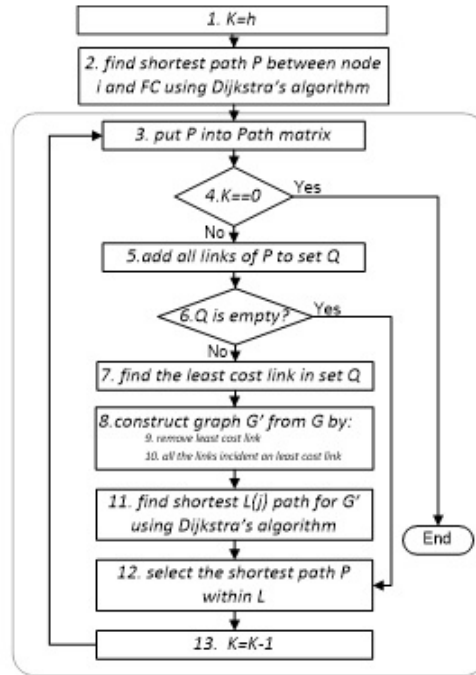 1. K=h
2. find shortest path P between node
i and FC using Dijkstra's algorithm
3. put P into Path matrix
4.K==0
Yes
No
5.add all links of P to set Q
6.Q is empty?
Yes
No
7. find the least cost link in set Q
8.construct graph G' from G by:
9. remove least cost link
10. all the links incident on least cost link
11. find shortest L(j) path for G'
using Dijkstra's algorithm
End
12. select the shortest path P
within L
13. K=K-1